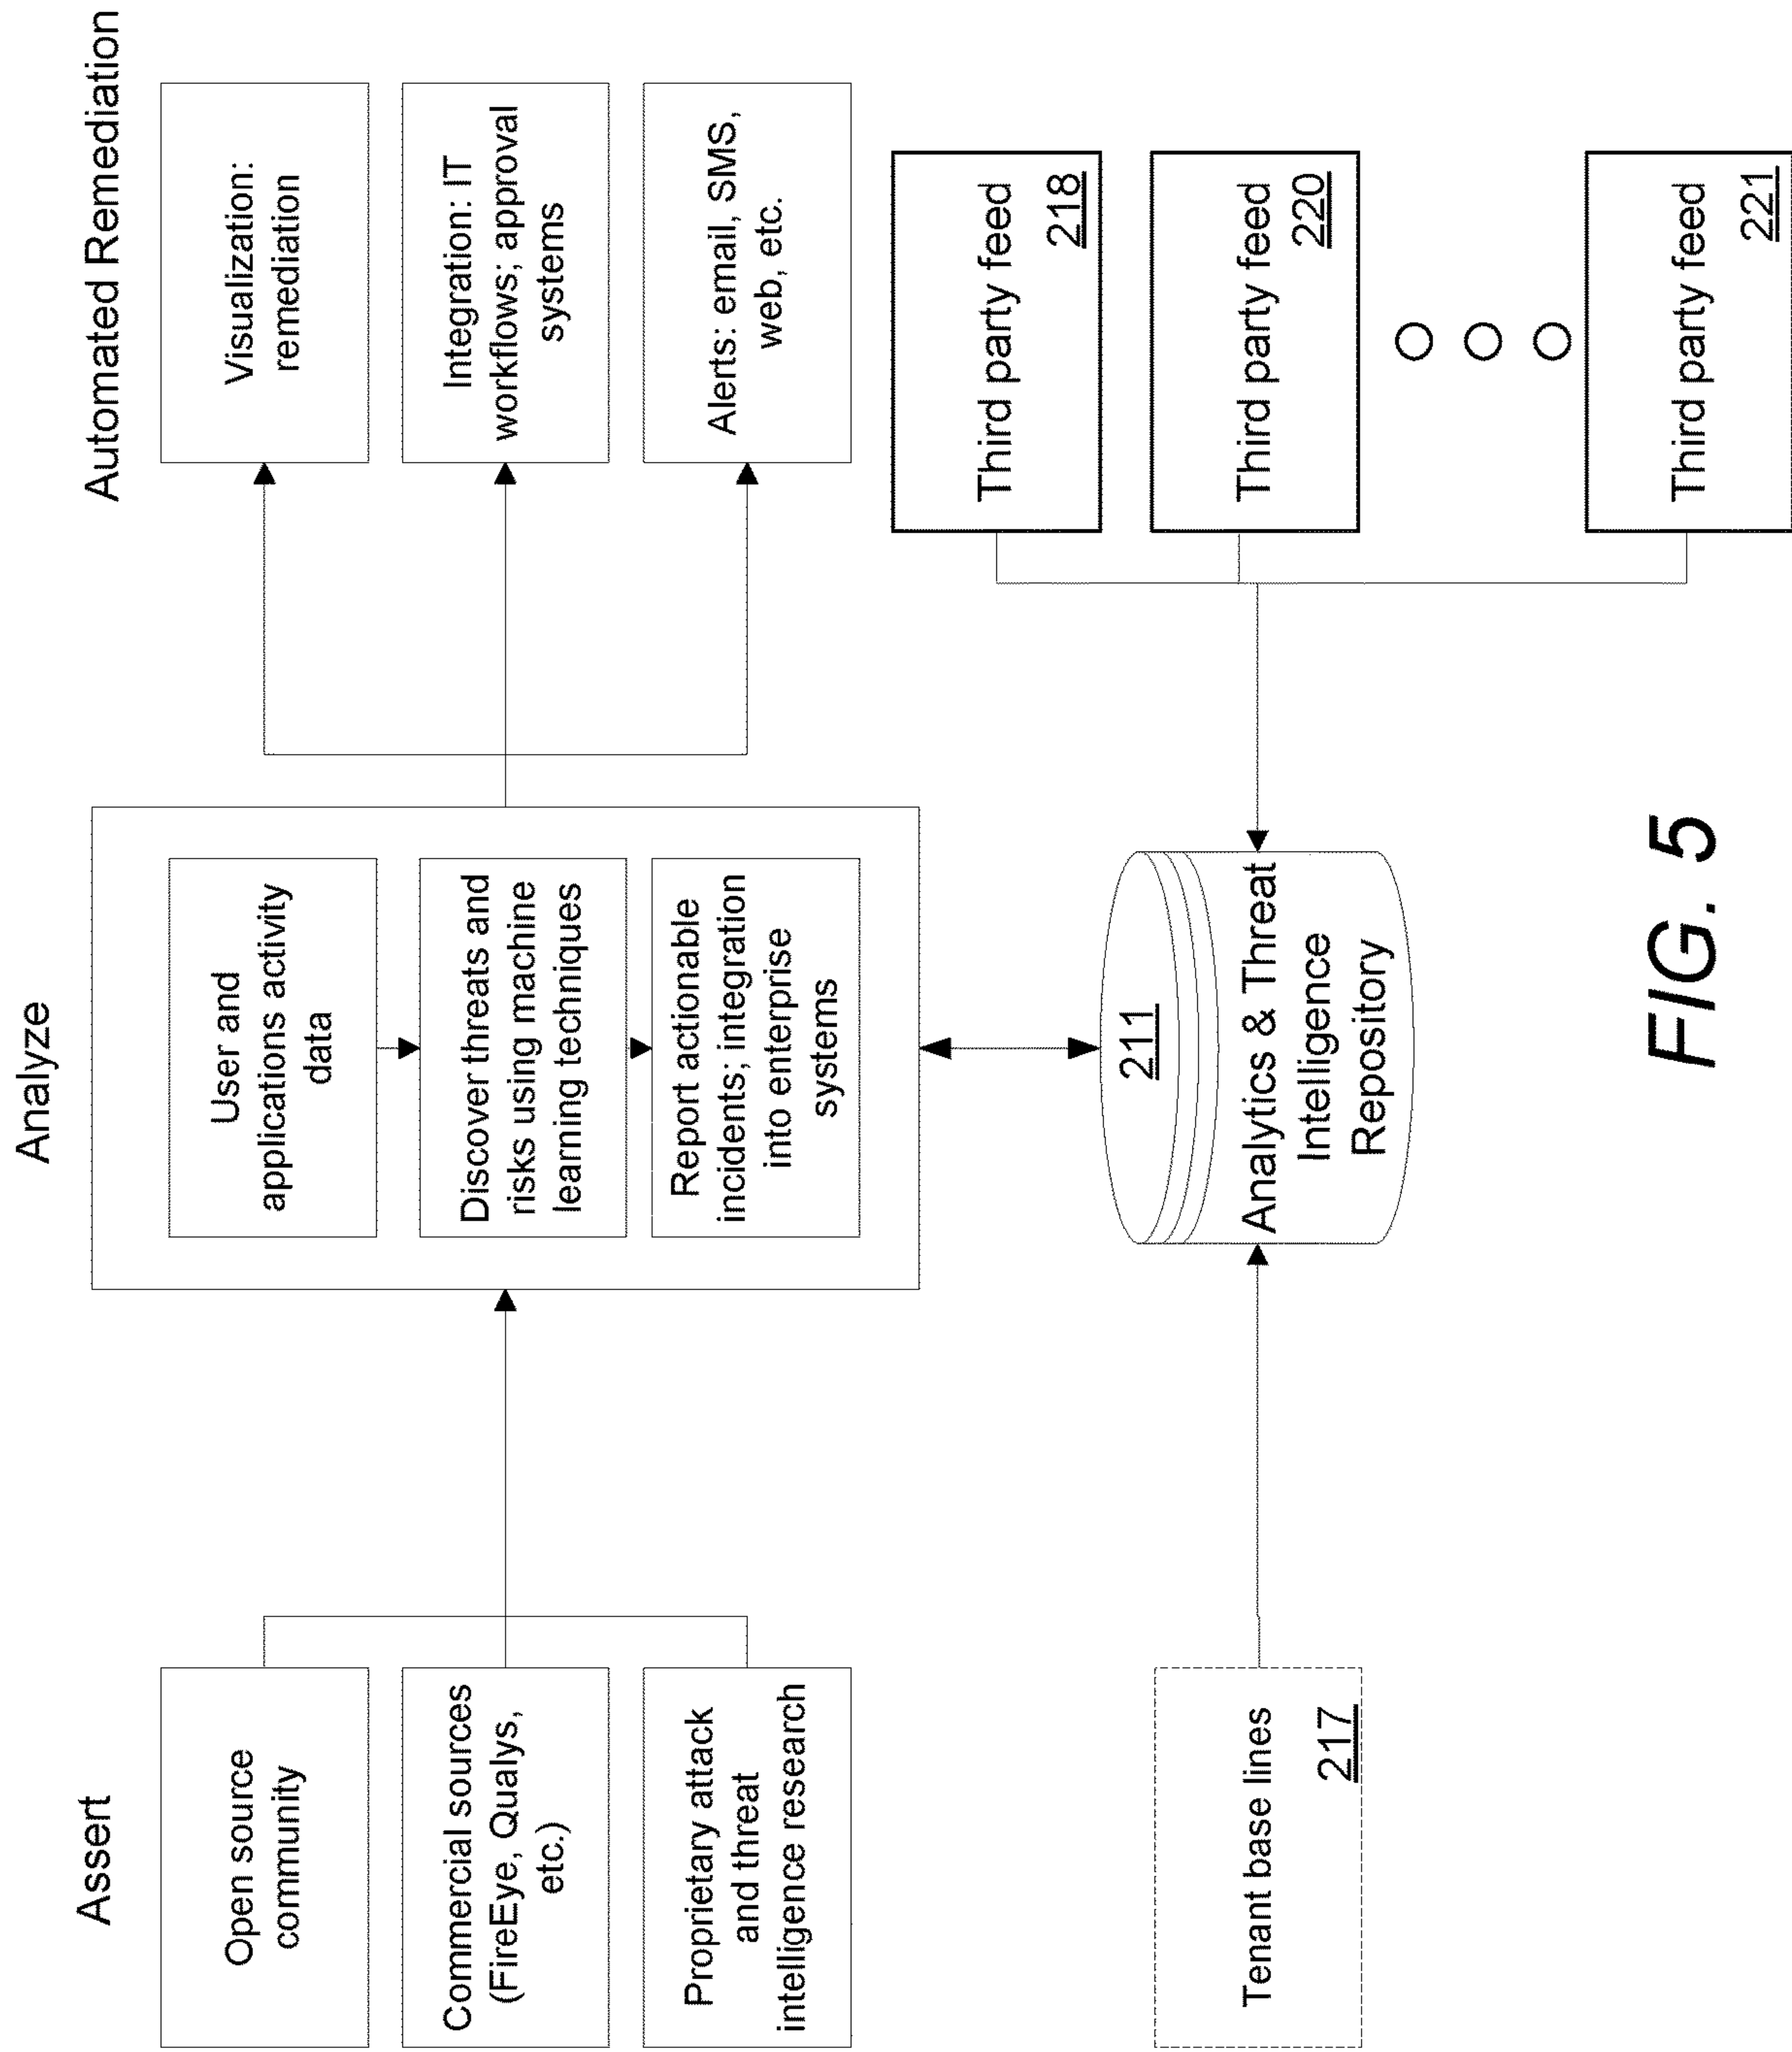 Assert
Analyze
Automated Remediation
Open source
community
Commercial sources
(FireEye, Qualys,
etc.)
Proprietary attack
and threat
intelligence research
User and
applications activity
data
Discover threats and
risks using machine
learning techniques
Report actionable
incidents; integration
into enterprise
systems
Visualization:
remediation
Integration: IT
workflows; approval
systems
Alerts: email, SMS,
web, etc.
Tenant base lines
217
211
Analytics & Threat
Intelligence
Repository
Third party feed
218
Third party feed
220
Third party feed
221
FIG. 5